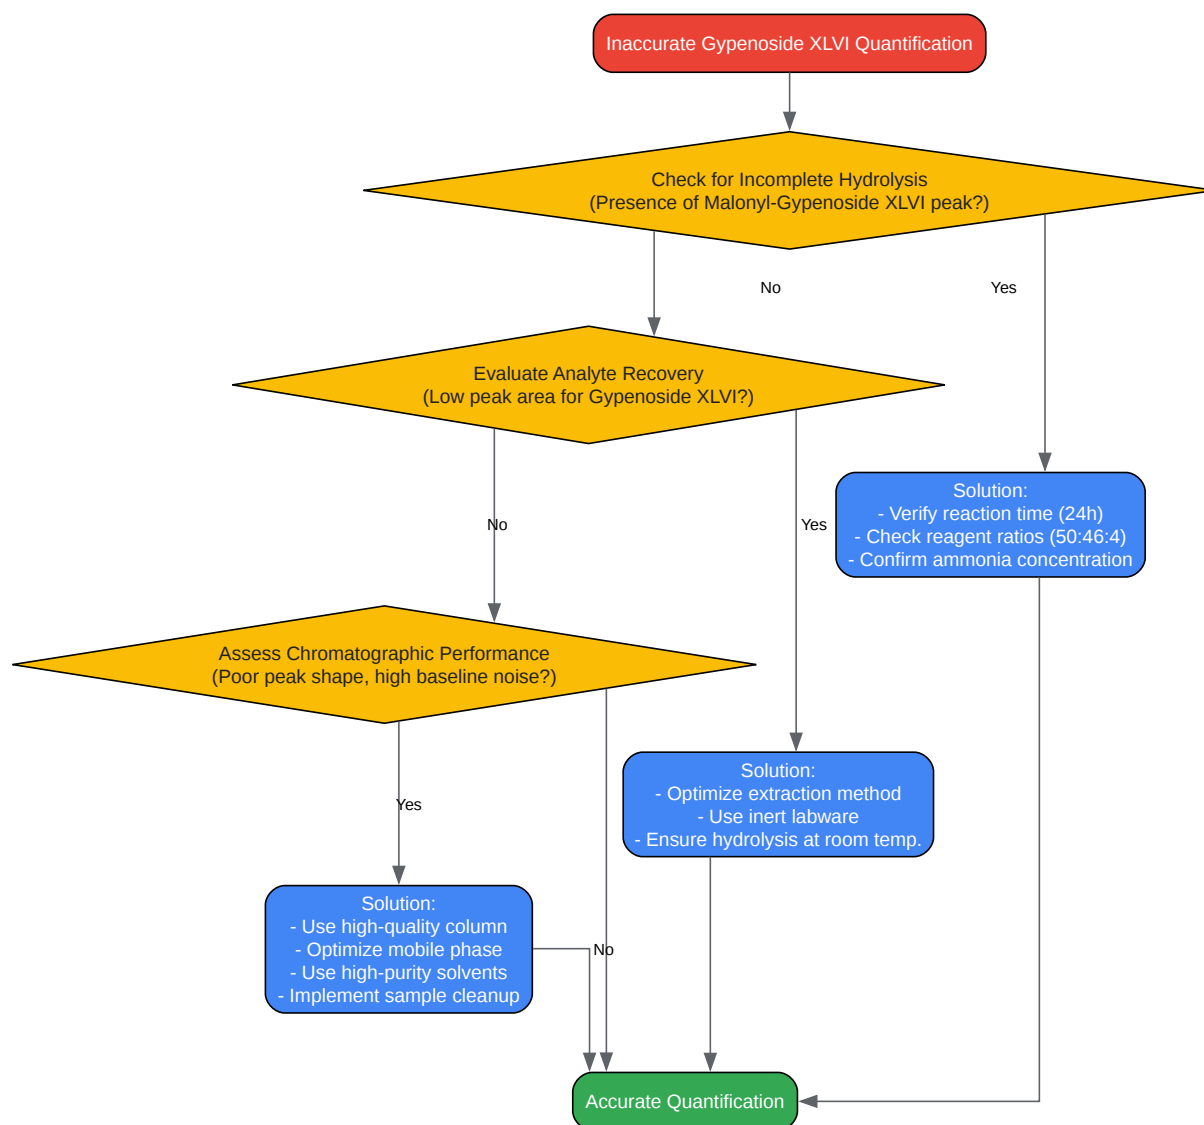 Inaccurate Gypenoside XLVI Quantification
Check for Incomplete Hydrolysis
(Presence of Malonyl-Gypenoside XLVI peak?)
No
Yes
Evaluate Analyte Recovery
(Low peak area for Gypenoside XLVI?)
No
Yes
Solution:
- Verify reaction time (24h)
- Check reagent ratios (50:46:4)
- Confirm ammonia concentration
Assess Chromatographic Performance
(Poor peak shape, high baseline noise?)
Yes
Solution:
- Optimize extraction method
- Use inert labware
- Ensure hydrolysis at room temp.
Solution:
- Use high-quality column
- Optimize mobile phase
- Use high-purity solvents
- Implement sample cleanup
No
Accurate Quantification